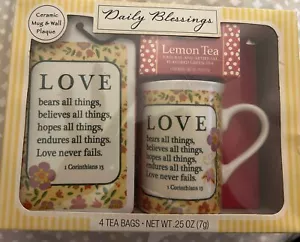 Ceramic
Mug & Wall
Plaque
Daily Blessings
Lemon Tea
LOVE
bears all things,
believes all things,
hopes all things,
endures all things.
Love never fails.
1 Corinthians 13
LOVE
bears all things,
believes all things,
hopes all things,
endures all things.
Love never fails.
1 Corinthians 13
4 TEA BAGS - NET WT .25 OZ (7g)